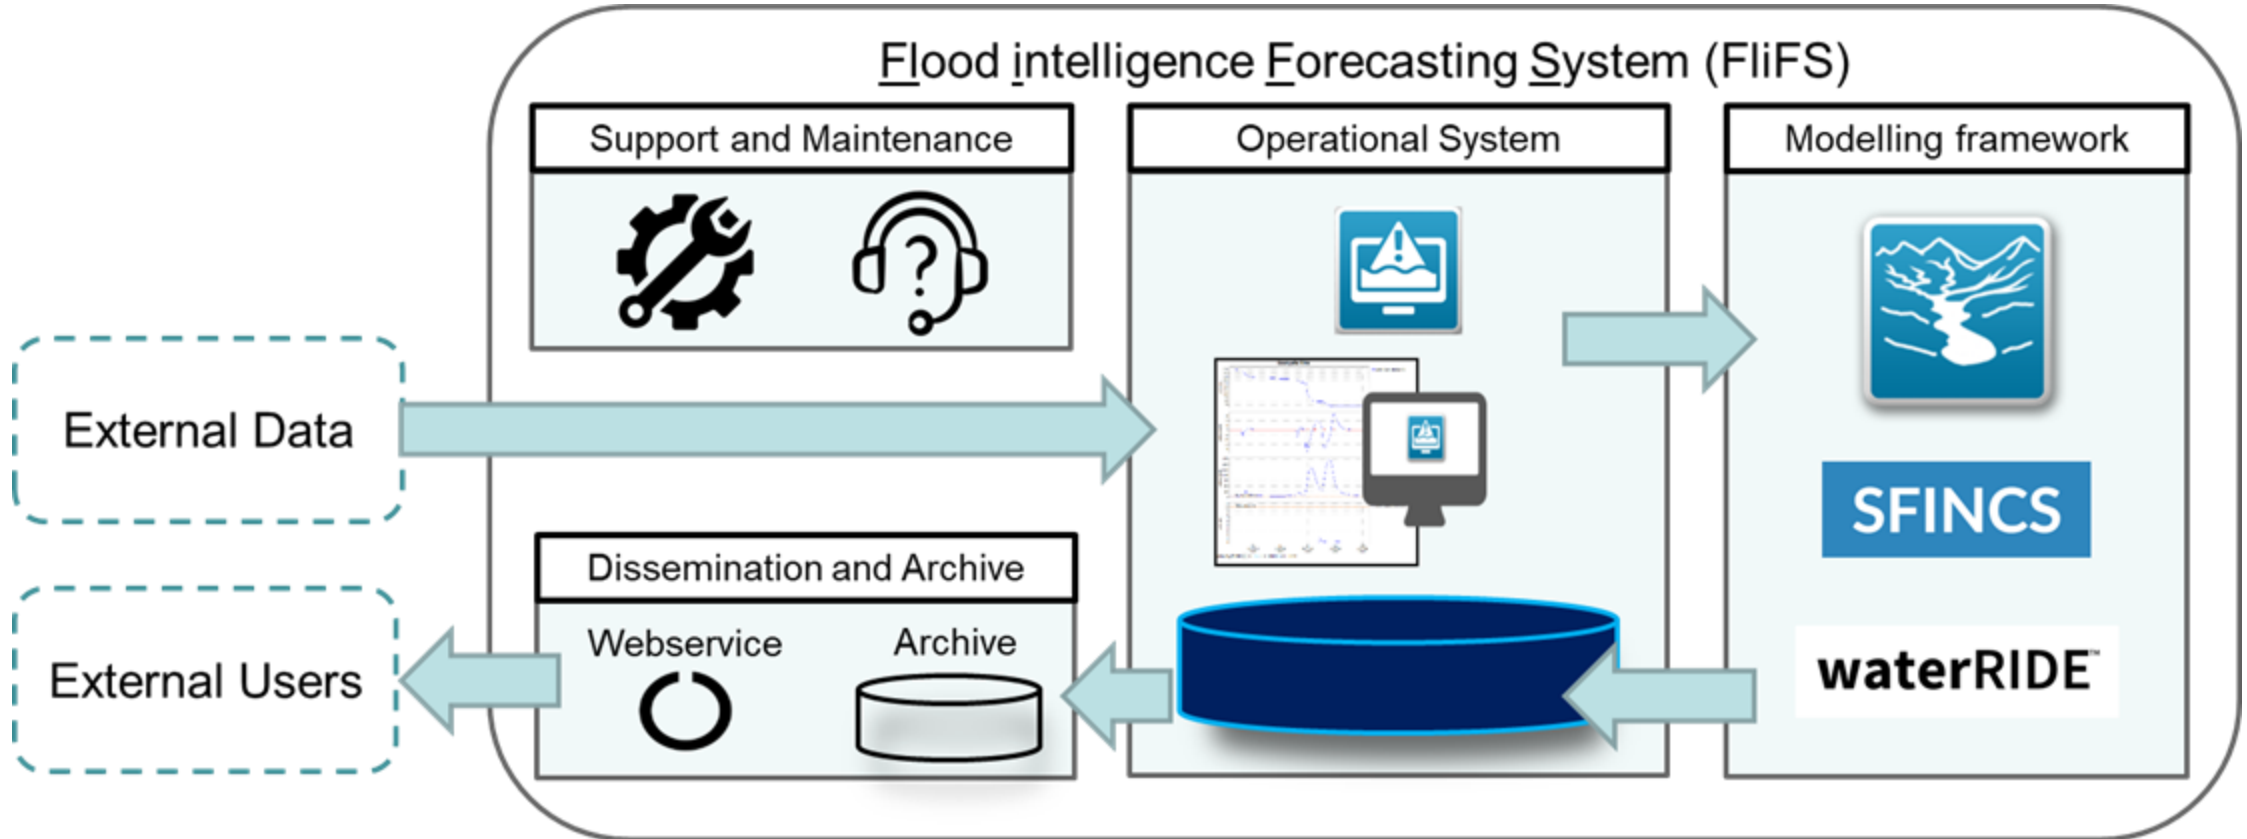 Flood intelligence Forecasting System (FliFS)
Support and Maintenance
Operational System
Modelling framework
External Data
SFINCS
Dissemination and Archive
Webservice
Archive
External Users
waterRIDE™